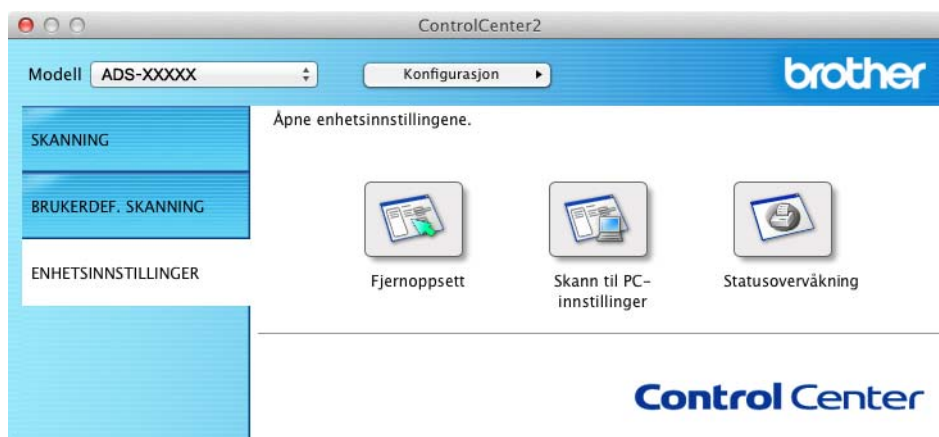 ControlCenter2
Modell ADS-XXXXX Konfigurasjon brother
SKANNING
BRUKERDEF. SKANNING
ENHETSINNSTILLINGER
Åpne enhetsinnstillingene.
Fjernoppsett
Skann til PC-
innstillinger
Statusovervåkning
Control Center